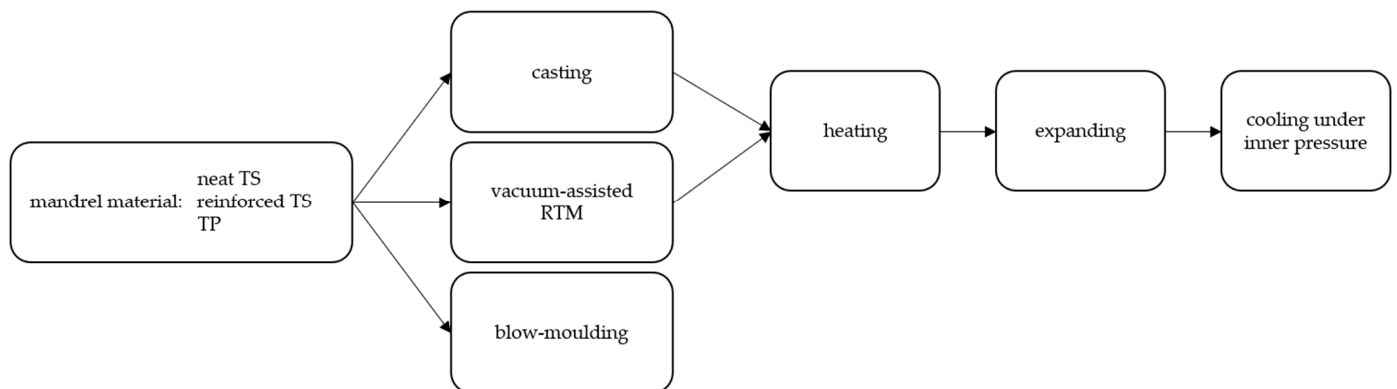 neat TS
mandrel material: reinforced TS
TP
casting
vacuum-assisted
RTM
blow-moulding
heating
expanding
cooling under
inner pressure